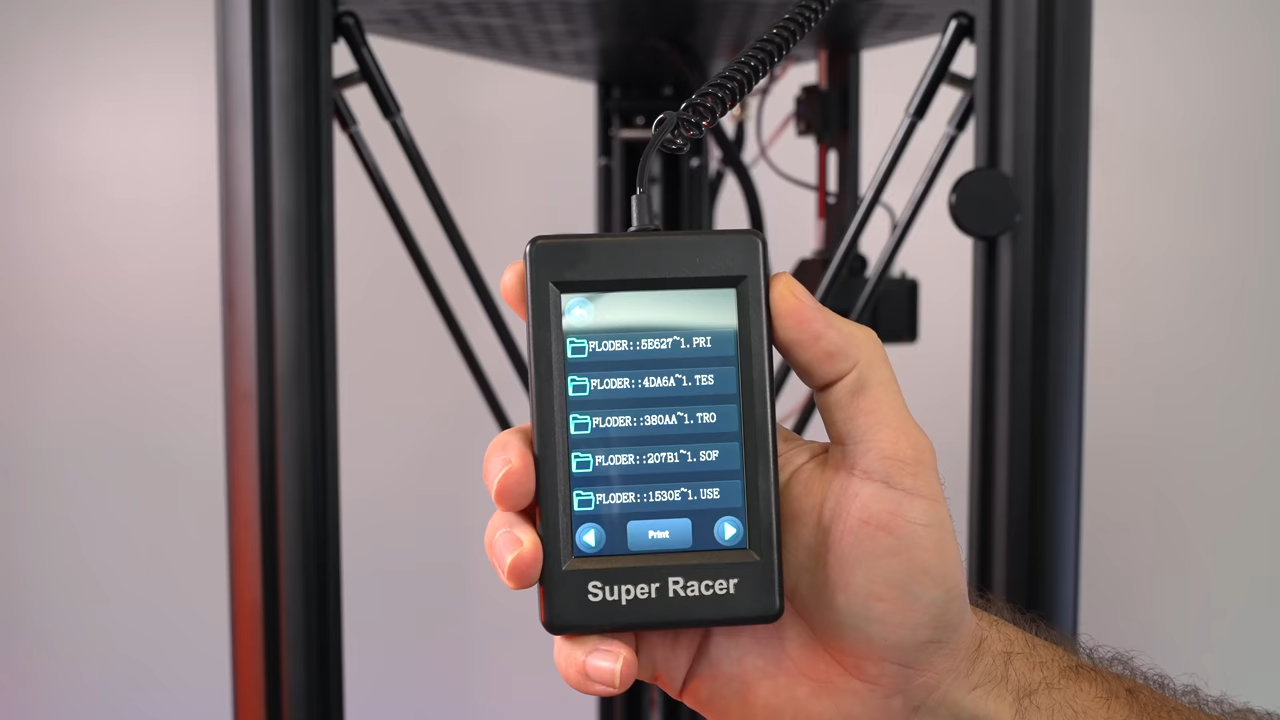 FLODER::5E627~1.PRI
FLODER::4DA6A~1.TES
FLODER::380AA~1.TRO
FLODER::207B1~1.SOF
FLODER::1530E~1.USE
Print
Super Racer